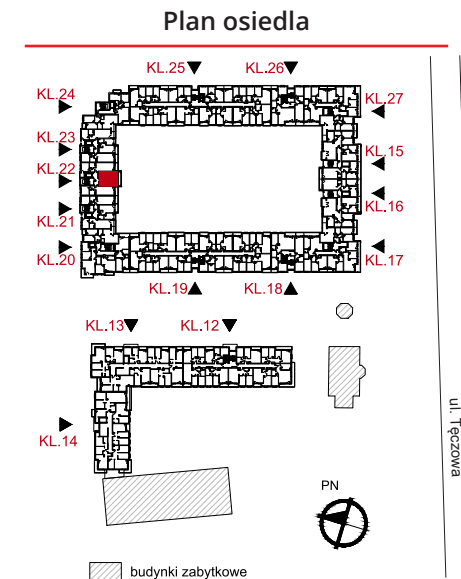 Plan osiedla
KL.25 KL.26
KL.24
KL.27
KL.23
KL.15
KL.22
KL.16
KL.21
KL.20
KL.17
KL.19 KL.18
KL.13 KL.12
KL.14
ul. Tęczowa
PN
budynki zabytkowe